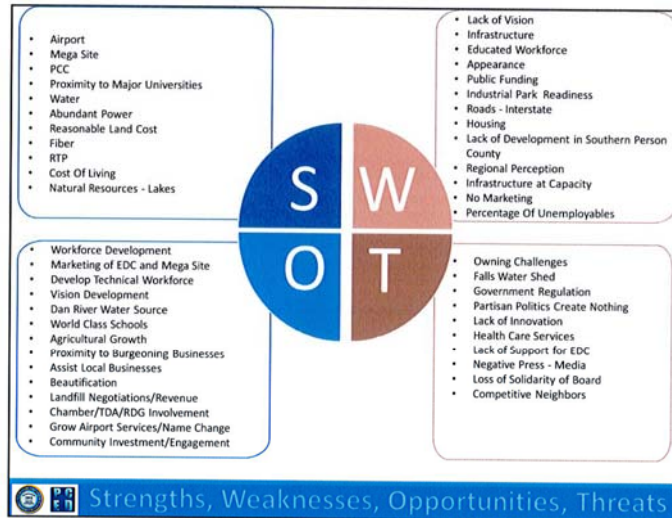 • Airport
• Mega Site
• PCC
• Proximity to Major Universities
• Water
• Abundant Power
• Reasonable Land Cost
• Fiber
• RTP
• Cost Of Living
• Natural Resources - Lakes
• Lack of Vision
• Infrastructure
• Educated Workforce
• Appearance
• Public Funding
• Industrial Park Readiness
• Roads - Interstate
• Housing
• Lack of Development in Southern Person
County
• Regional Perception
• Infrastructure at Capacity
• No Marketing
• Percentage Of Unemployables
S W
O T
• Workforce Development
• Marketing of EDC and Mega Site
• Develop Technical Workforce
• Vision Development
• Dan River Water Source
• World Class Schools
• Agricultural Growth
• Proximity to Burgeoning Businesses
• Assist Local Businesses
• Beautification
• Landfill Negotiations/Revenue
• Chamber/TDA/RDG Involvement
• Grow Airport Services/Name Change
• Community Investment/Engagement
• Owning Challenges
• Falls Water Shed
• Government Regulation
• Partisan Politics Create Nothing
• Lack of Innovation
• Health Care Services
• Lack of Support for EDC
• Negative Press - Media
• Loss of Solidarity of Board
• Competitive Neighbors
Strengths, Weaknesses, Opportunities, Threats